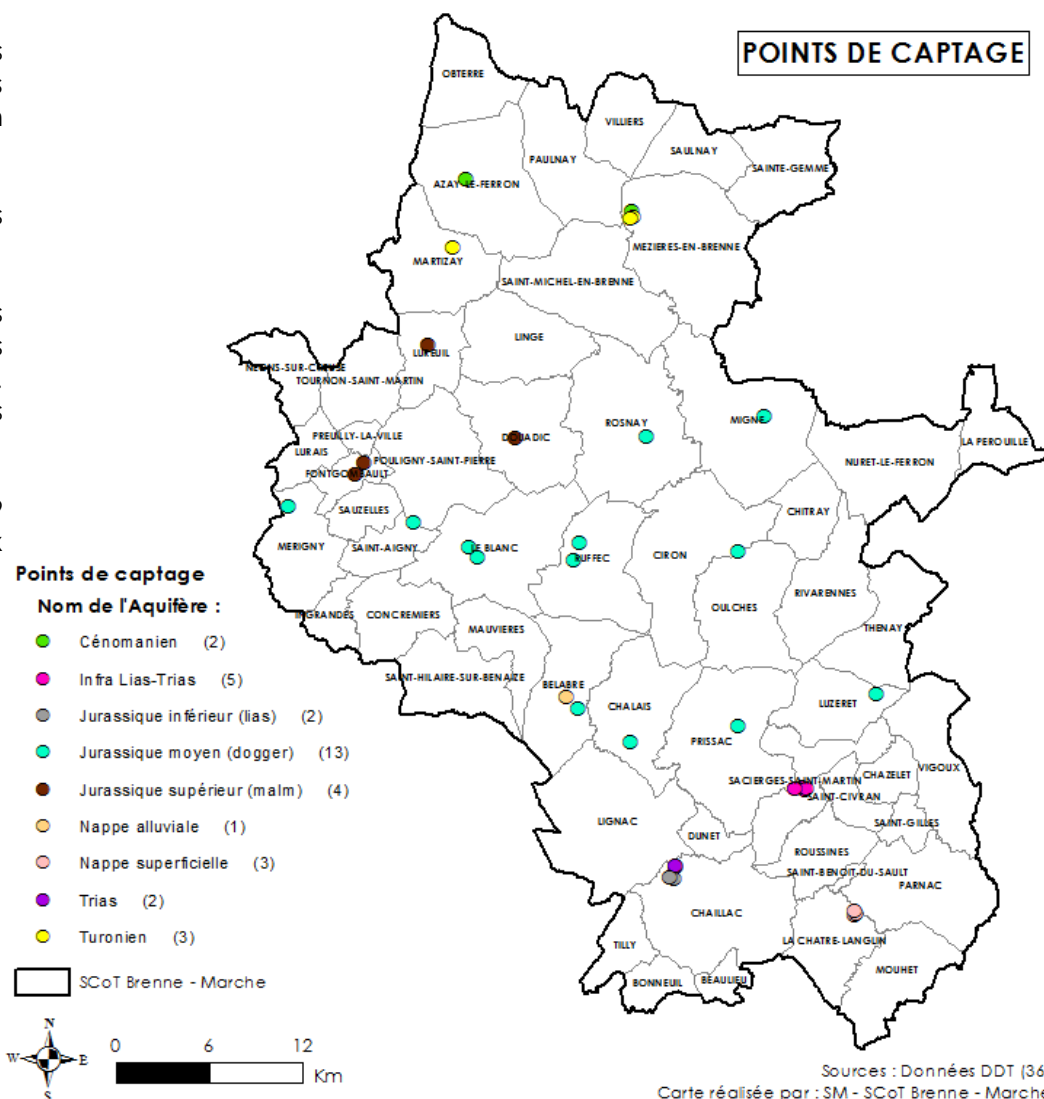 POINTS DE CAPTAGE
OBTERRE
VILLIERS
SAULNAY
PAULNAY
SAINTE-GEMME
AZAY-LE-FERRON
MEZIERES-EN-BRENNE
MARTIZAY
SAINT-MICHEL-EN-BRENNE
LINGE
LUREUIL
NEONS-SUR-CREUSE
TOURNON-SAINT-MARTIN
MIGNE
ROSNAY
DOUADIC
PREUILLY-LA-VILLE
LA PEROUILLE
LURAIS
POULIGNY-SAINT-PIERRE
NURET-LE-FERRON
FONTGOMBAULT
SAUZELLES
CHITRAY
MERIGNY
SAINT-AIGNY
LE BLANC
RUFFEC
CIRON
RIVARENNES
OULCHES
INGRANDES
CONCREMIERS
MAUVIERES
THENAY
SAINT-HILAIRE-SUR-BENAIZE
BELABRE
CHALAIS
LUZERET
PRISSAC
VIGOUX
SACIERGES-SAINT-MARTIN
CHAZELET
SAINT-CIVRAN
LIGNAC
SAINT-GILLES
DUNET
ROUSSINES
SAINT-BENOIT-DU-SAULT
PARNAC
CHAILLAC
LA CHATRE-LANGLIN
TILLY
MOUHET
BONNEUIL
BEAULIEU
Points de captage
Nom de l'Aquifère :
Cénomanien (2)
Infra Lias-Trias (5)
Jurassique inférieur (lias) (2)
Jurassique moyen (dogger) (13)
Jurassique supérieur (malm) (4)
Nappe alluviale (1)
Nappe superficielle (3)
Trias (2)
Turonien (3)
SCoT Brenne - Marche
N
W E
S
0 6 12
Km
Sources : Données DDT (36
Carte réalisée par : SM - SCoT Brenne - Marche